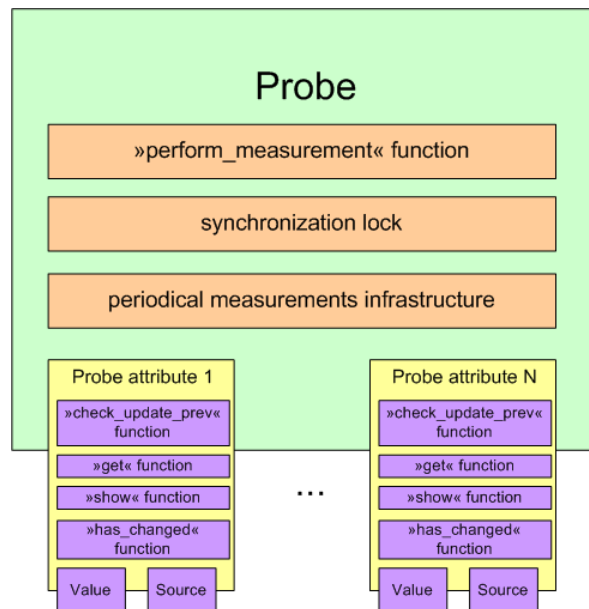 Probe
»perform_measurement« function
synchronization lock
periodical measurements infrastructure
Probe attribute 1
»check_update_prev«
function
»get« function
»show« function
»has_changed«
function
Value
Source
...
Probe attribute N
»check_update_prev«
function
»get« function
»show« function
»has_changed«
function
Value
Source